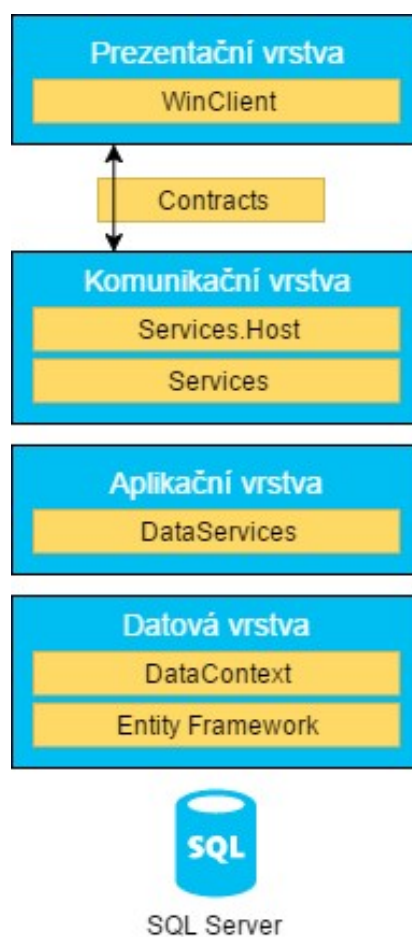 Prezentační vrstva
WinClient
Contracts
Komunikační vrstva
Services.Host
Services
Aplikační vrstva
DataServices
Datová vrstva
DataContext
Entity Framework
SQL
SQL Server